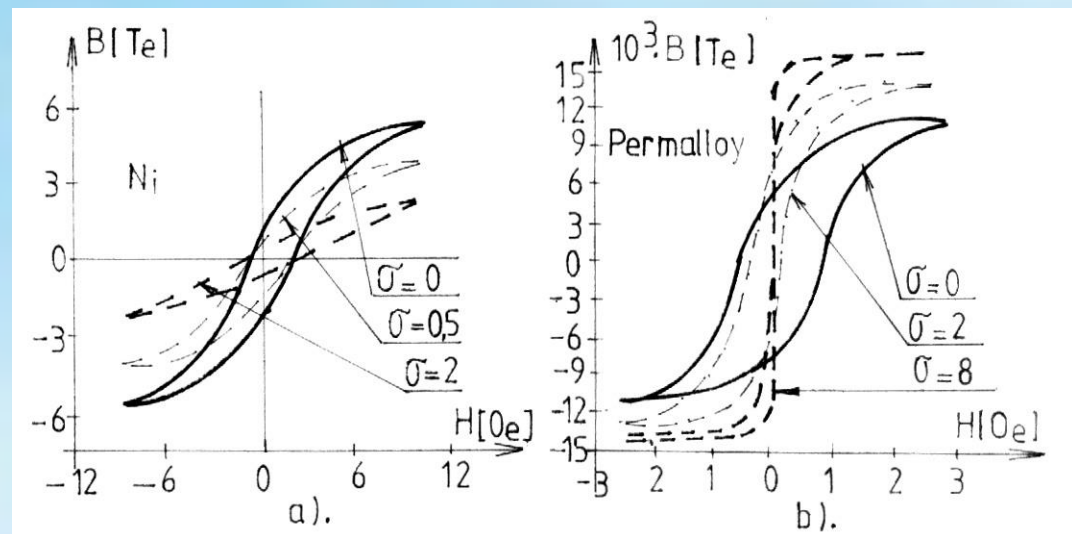 B[Te]
6
3
0
-3
-6
Ni
σ=0
σ=0,5
σ=2
H[Oe]
-12 -6 0 6 12
a).
10³·B[Te]
15
12
9
6
3
0
-3
-6
-9
-12
-15
Permalloy
σ=0
σ=2
σ=8
H[Oe]
-3 2 1 0 1 2 3
b).